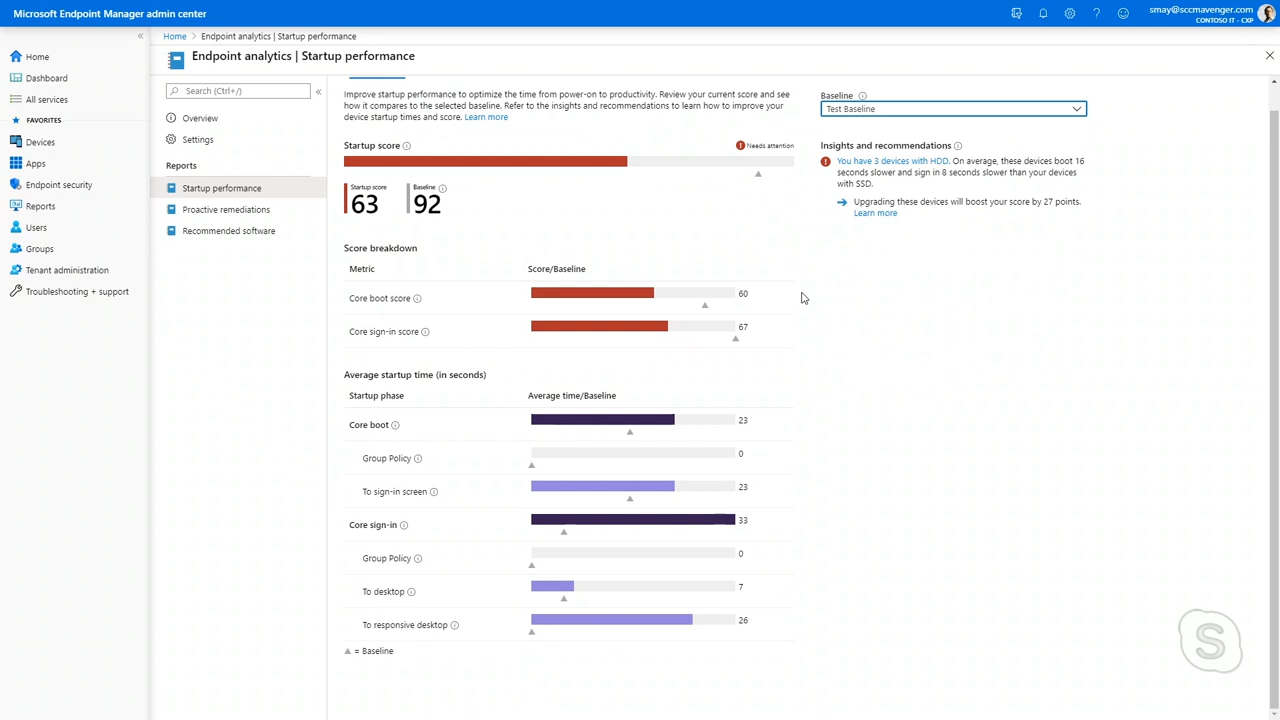 Microsoft Endpoint Manager admin center
smay@sccmavenger.com
CONTOSO IT - CXP
Home
Dashboard
All services
FAVORITES
Devices
Apps
Endpoint security
Reports
Users
Groups
Tenant administration
Troubleshooting + support
Home > Endpoint analytics | Startup performance
Endpoint analytics | Startup performance
Search (Ctrl+/)
Overview
Settings
Reports
Startup performance
Proactive remediations
Recommended software
Improve startup performance to optimize the time from power-on to productivity. Review your current score and see
how it compares to the selected baseline. Refer to the insights and recommendations to learn how to improve your
device startup times and score. Learn more
Startup score
Needs attention
Startup score
63
Baseline
92
Score breakdown
Metric Score/Baseline
Core boot score 60
Core sign-in score 67
Average startup time (in seconds)
Startup phase Average time/Baseline
Core boot 23
Group Policy 0
To sign-in screen 23
Core sign-in 33
Group Policy 0
To desktop 7
To responsive desktop 26
= Baseline
Baseline
Test Baseline
Insights and recommendations
You have 3 devices with HDD. On average, these devices boot 16
seconds slower and sign in 8 seconds slower than your devices
with SSD.
Upgrading these devices will boost your score by 27 points.
Learn more
S